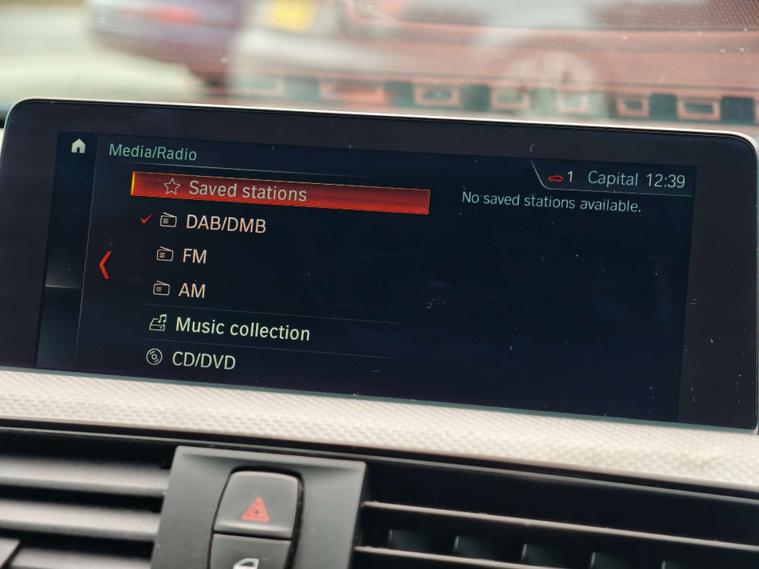 Media/Radio
1 Capital 12:39
Saved stations
No saved stations available.
DAB/DMB
FM
AM
Music collection
CD/DVD